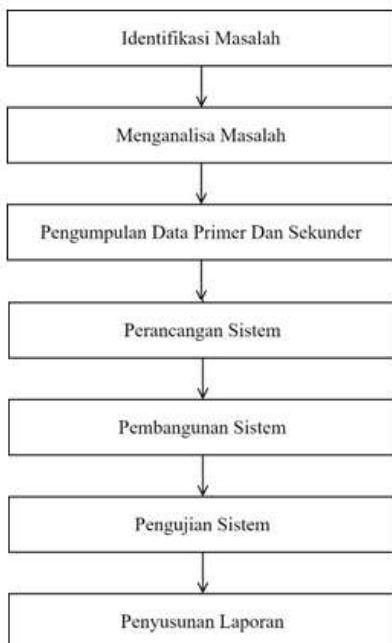 Identifikasi Masalah
Menganalisa Masalah
Pengumpulan Data Primer Dan Sekunder
Perancangan Sistem
Pembangunan Sistem
Pengujian Sistem
Penyusunan Laporan